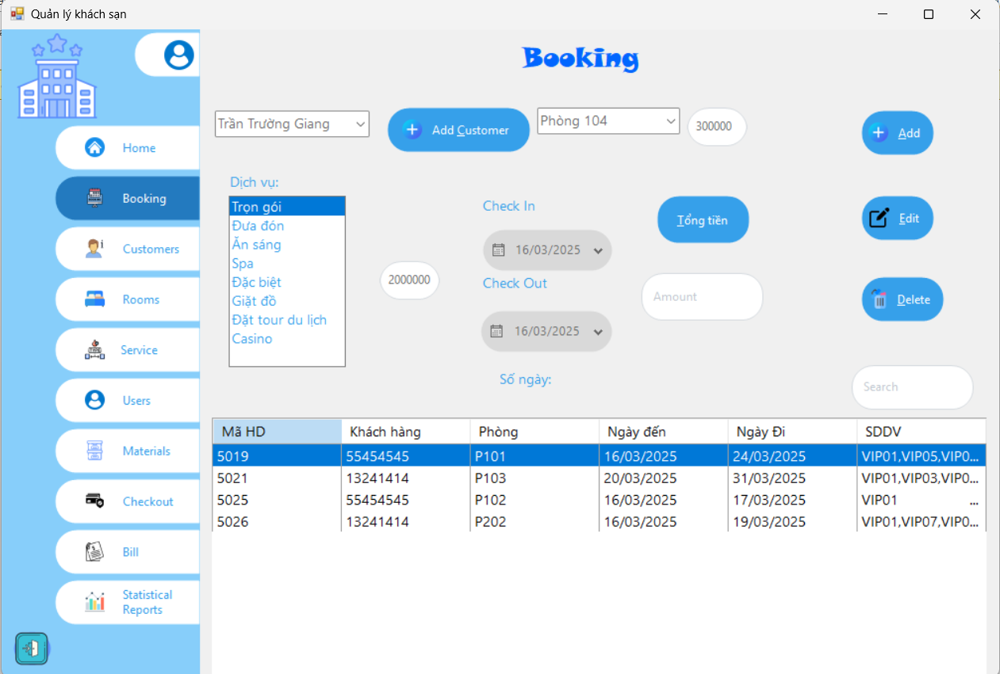 Quản lý khách sạn
Booking
Home
Booking
Customers
Rooms
Service
Users
Materials
Checkout
Bill
Statistical
Reports
Trần Trường Giang
Add Customer
Phòng 104
300000
Add
Dịch vụ:
Trọn gói
Đưa đón
Ăn sáng
Spa
Đặc biệt
Giặt đồ
Đặt tour du lịch
Casino
2000000
Check In
16/03/2025
Check Out
16/03/2025
Số ngày:
Tổng tiền
Amount
Edit
Delete
Search
Mã HD Khách hàng Phòng Ngày đến Ngày Đi SDDV
5019 55454545 P101 16/03/2025 24/03/2025 VIP01,VIP05,VIP0...
5021 13241414 P103 20/03/2025 31/03/2025 VIP01,VIP03,VIP0...
5025 55454545 P102 16/03/2025 17/03/2025 VIP01 ...
5026 13241414 P202 16/03/2025 19/03/2025 VIP01,VIP07,VIP0...